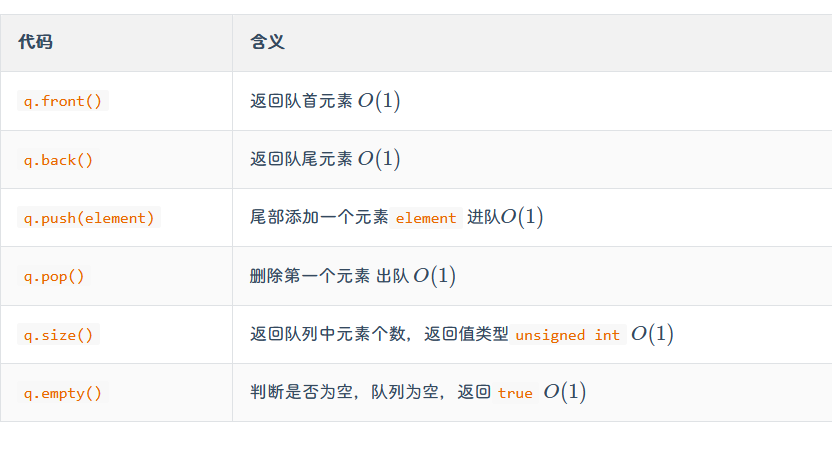 代码 含义
q.front() 返回队首元素 O(1)
q.back() 返回队尾元素 O(1)
q.push(element) 尾部添加一个元素 element 进队O(1)
q.pop() 删除第一个元素 出队 O(1)
q.size() 返回队列中元素个数，返回值类型 unsigned int O(1)
q.empty() 判断是否为空，队列为空，返回 true O(1)